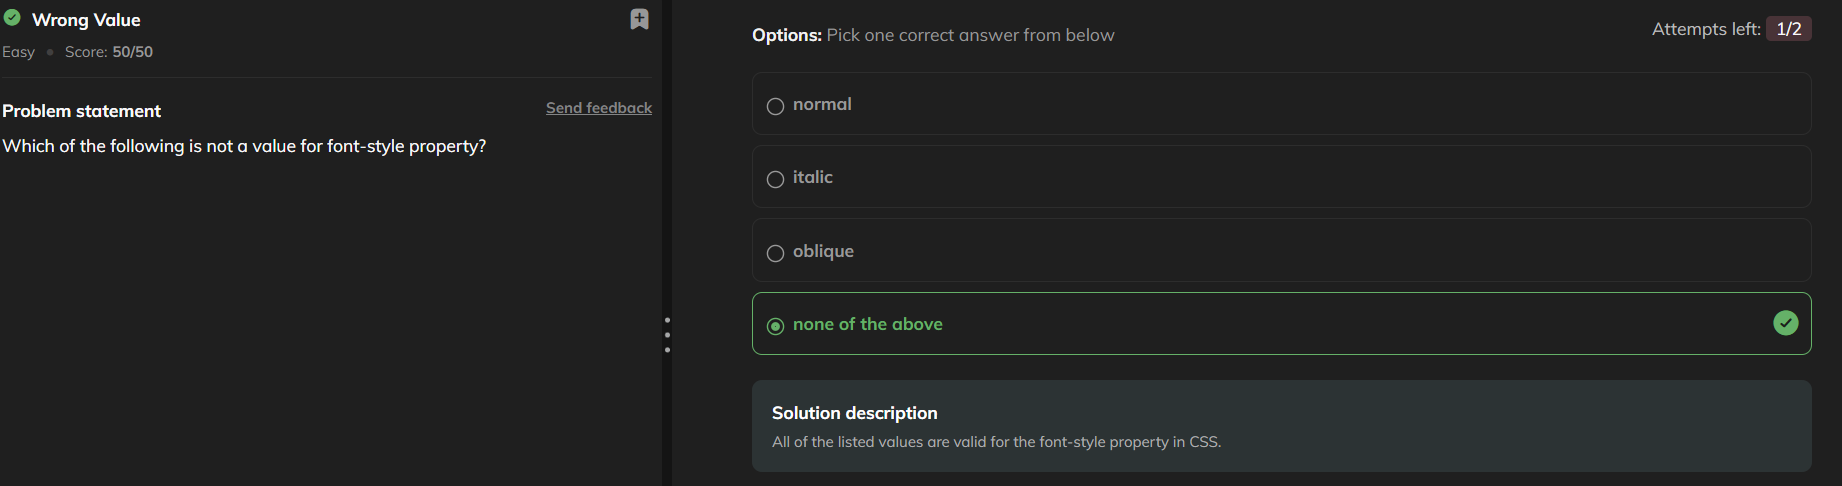 Wrong Value
Easy • Score: 50/50
Problem statement
Send feedback
Which of the following is not a value for font-style property?
Options: Pick one correct answer from below
Attempts left: 1/2
normal
italic
oblique
none of the above
Solution description
All of the listed values are valid for the font-style property in CSS.